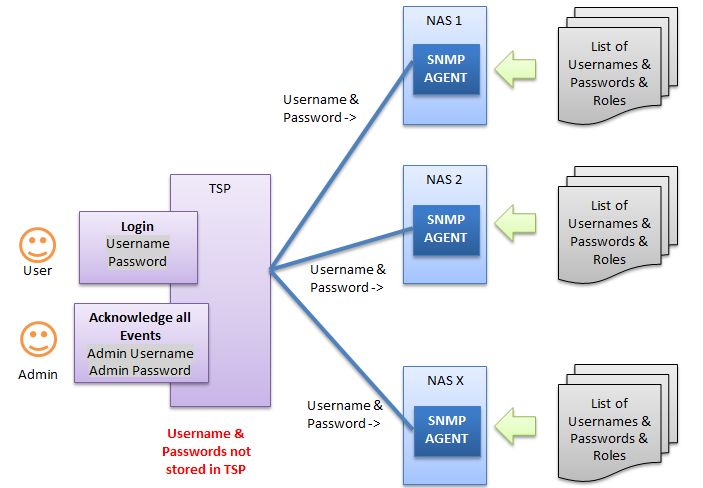 NAS 1
SNMP
AGENT
List of
Usernames &
Passwords &
Roles
Username &
Password ->
TSP
NAS 2
SNMP
AGENT
List of
Usernames &
Passwords &
Roles
Login
Username
Password
User
Username &
Password ->
Acknowledge all
Events
Admin Username
Admin Password
Admin
NAS X
SNMP
AGENT
List of
Usernames &
Passwords &
Roles
Username &
Password ->
Username &
Passwords not
stored in TSP